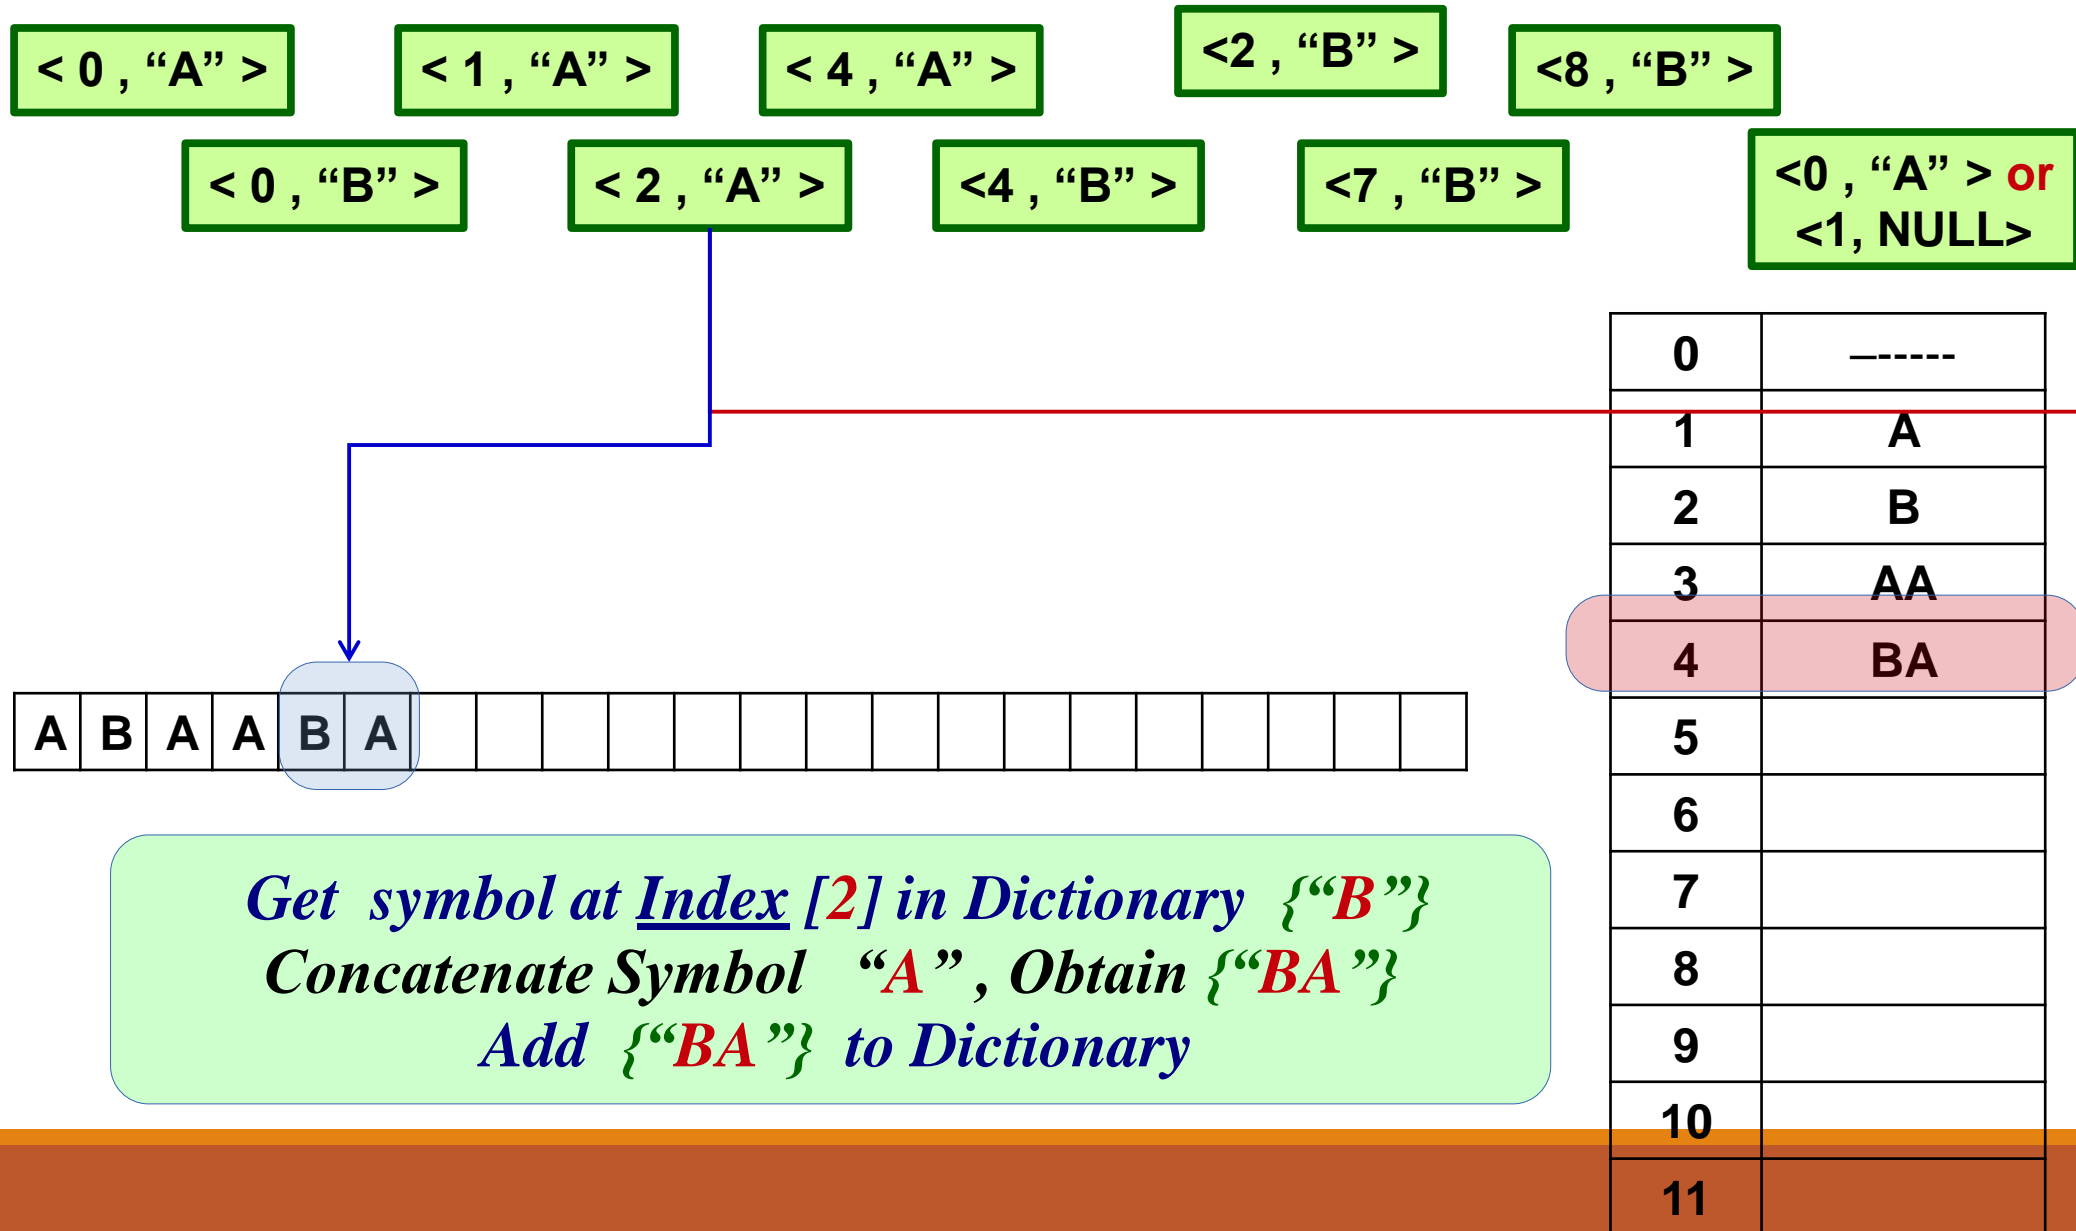 < 0 , “A” >
< 1 , “A” >
< 4 , “A” >
<2 , “B” >
<8 , “B” >
< 0 , “B” >
< 2 , “A” >
<4 , “B” >
<7 , “B” >
<0 , “A” > or
<1, NULL>
0 –-----
1 A
2 B
3 AA
4 BA
5
6
7
8
9
10
11
A B A A B A
Get symbol at Index [2] in Dictionary {“B”}
Concatenate Symbol “A” , Obtain {“BA”}
Add {“BA”} to Dictionary